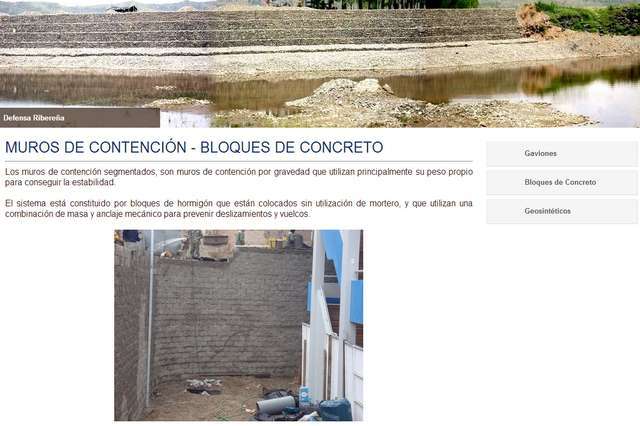 Defensa Ribereña
MUROS DE CONTENCIÓN - BLOQUES DE CONCRETO
Los muros de contención segmentados, son muros de contención por gravedad que utilizan principalmente su peso propio
para conseguir la estabilidad.
El sistema está constituido por bloques de hormigón que están colocados sin utilización de mortero, y que utilizan una
combinación de masa y anclaje mecánico para prevenir deslizamientos y vuelcos.
Gaviones
Bloques de Concreto
Geosintéticos